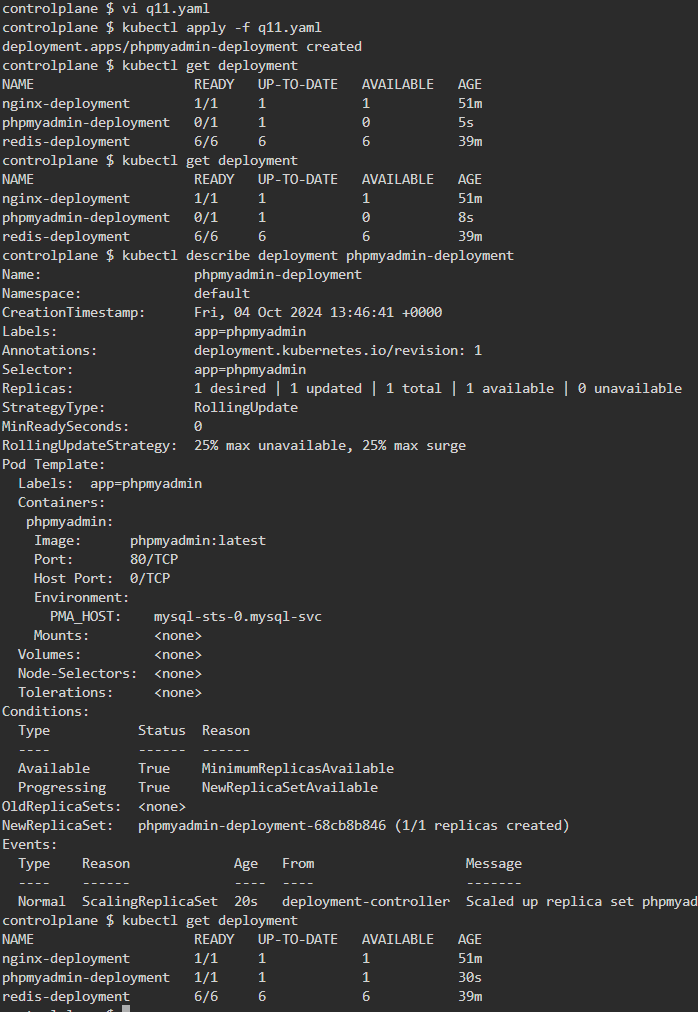 controlplane $ vi q11.yaml
controlplane $ kubectl apply -f q11.yaml
deployment.apps/phpmyadmin-deployment created
controlplane $ kubectl get deployment
NAME                    READY   UP-TO-DATE   AVAILABLE   AGE
nginx-deployment        1/1     1            1           51m
phpmyadmin-deployment   0/1     1            0           5s
redis-deployment        6/6     6            6           39m
controlplane $ kubectl get deployment
NAME                    READY   UP-TO-DATE   AVAILABLE   AGE
nginx-deployment        1/1     1            1           51m
phpmyadmin-deployment   0/1     1            0           8s
redis-deployment        6/6     6            6           39m
controlplane $ kubectl describe deployment phpmyadmin-deployment
Name:                   phpmyadmin-deployment
Namespace:              default
CreationTimestamp:      Fri, 04 Oct 2024 13:46:41 +0000
Labels:                 app=phpmyadmin
Annotations:            deployment.kubernetes.io/revision: 1
Selector:               app=phpmyadmin
Replicas:               1 desired | 1 updated | 1 total | 1 available | 0 unavailable
StrategyType:           RollingUpdate
MinReadySeconds:        0
RollingUpdateStrategy:  25% max unavailable, 25% max surge
Pod Template:
  Labels:  app=phpmyadmin
  Containers:
   phpmyadmin:
    Image:      phpmyadmin:latest
    Port:       80/TCP
    Host Port:  0/TCP
    Environment:
      PMA_HOST:    mysql-sts-0.mysql-svc
    Mounts:        <none>
  Volumes:         <none>
  Node-Selectors:  <none>
  Tolerations:     <none>
Conditions:
  Type           Status  Reason
  ----           ------  ------
  Available      True    MinimumReplicasAvailable
  Progressing    True    NewReplicaSetAvailable
OldReplicaSets:  <none>
NewReplicaSet:   phpmyadmin-deployment-68cb8b846 (1/1 replicas created)
Events:
  Type    Reason             Age   From                   Message
  ----    ------             ----  ----                   -------
  Normal  ScalingReplicaSet  20s   deployment-controller  Scaled up replica set phpmyad
controlplane $ kubectl get deployment
NAME                    READY   UP-TO-DATE   AVAILABLE   AGE
nginx-deployment        1/1     1            1           51m
phpmyadmin-deployment   1/1     1            1           30s
redis-deployment        6/6     6            6           39m